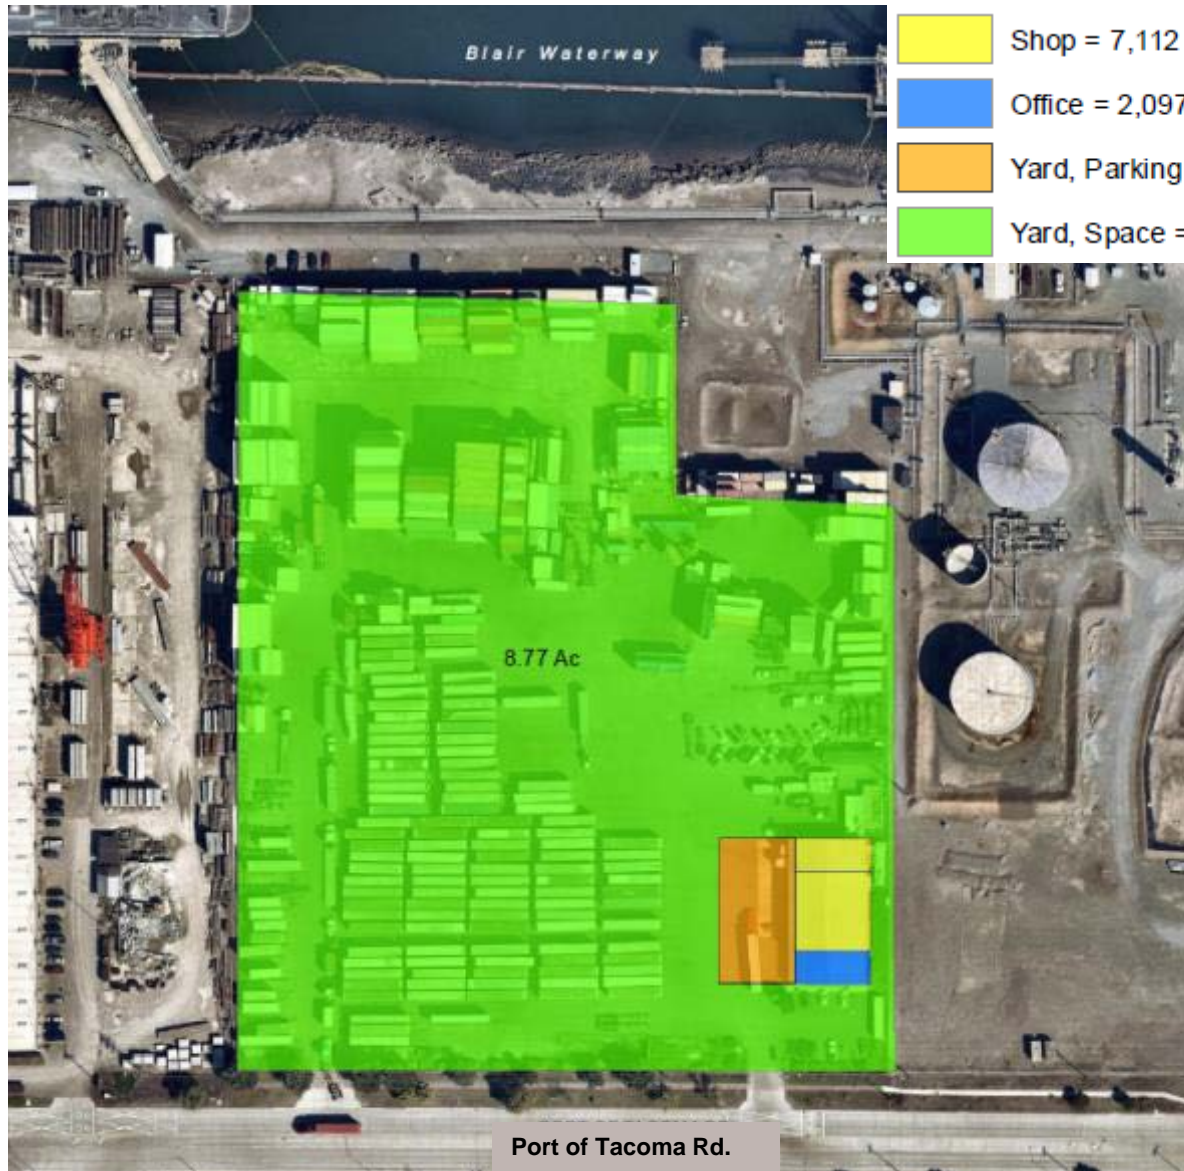 Blair Waterway
Shop = 7,112
Office = 2,097
Yard, Parking
Yard, Space =
8.77 Ac
Port of Tacoma Rd.